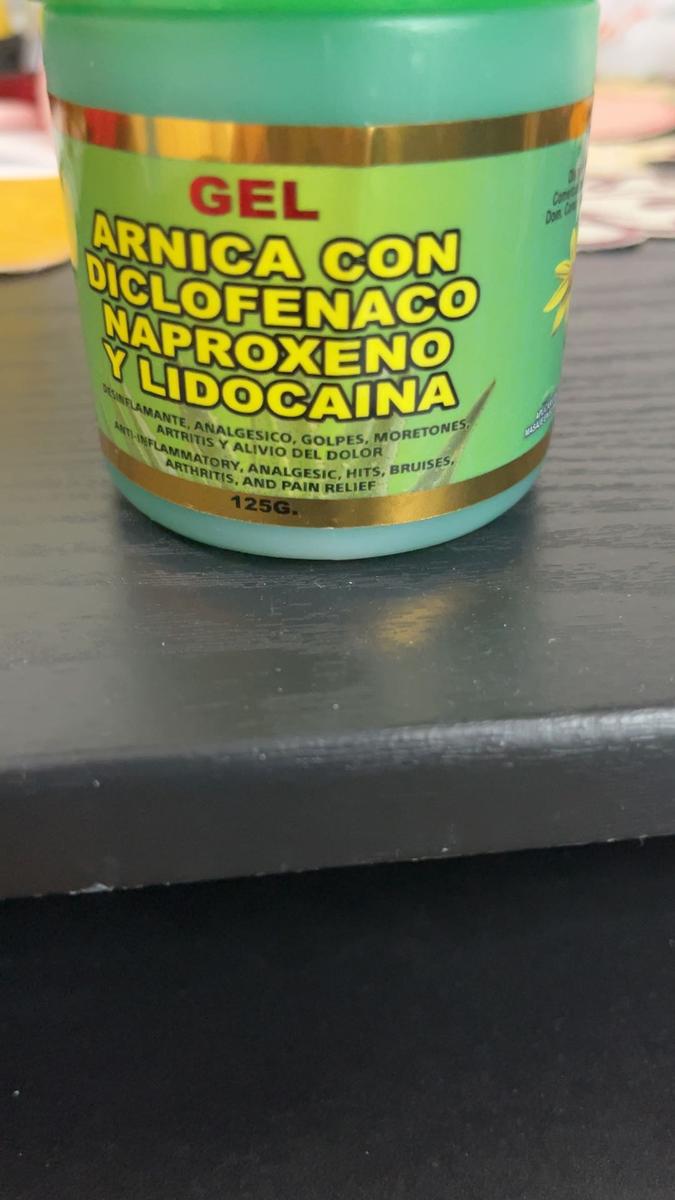 GEL
ARNICA CON
DICLOFENACO
NAPROXENO
Y LIDOCAINA
DESINFLAMANTE, ANALGESICO, GOLPES, MORETONES,
ARTRITIS Y ALIVIO DEL DOLOR
ANTI-INFLAMMATORY, ANALGESIC, HITS, BRUISES,
ARTHRITIS, AND PAIN RELIEF
125G.